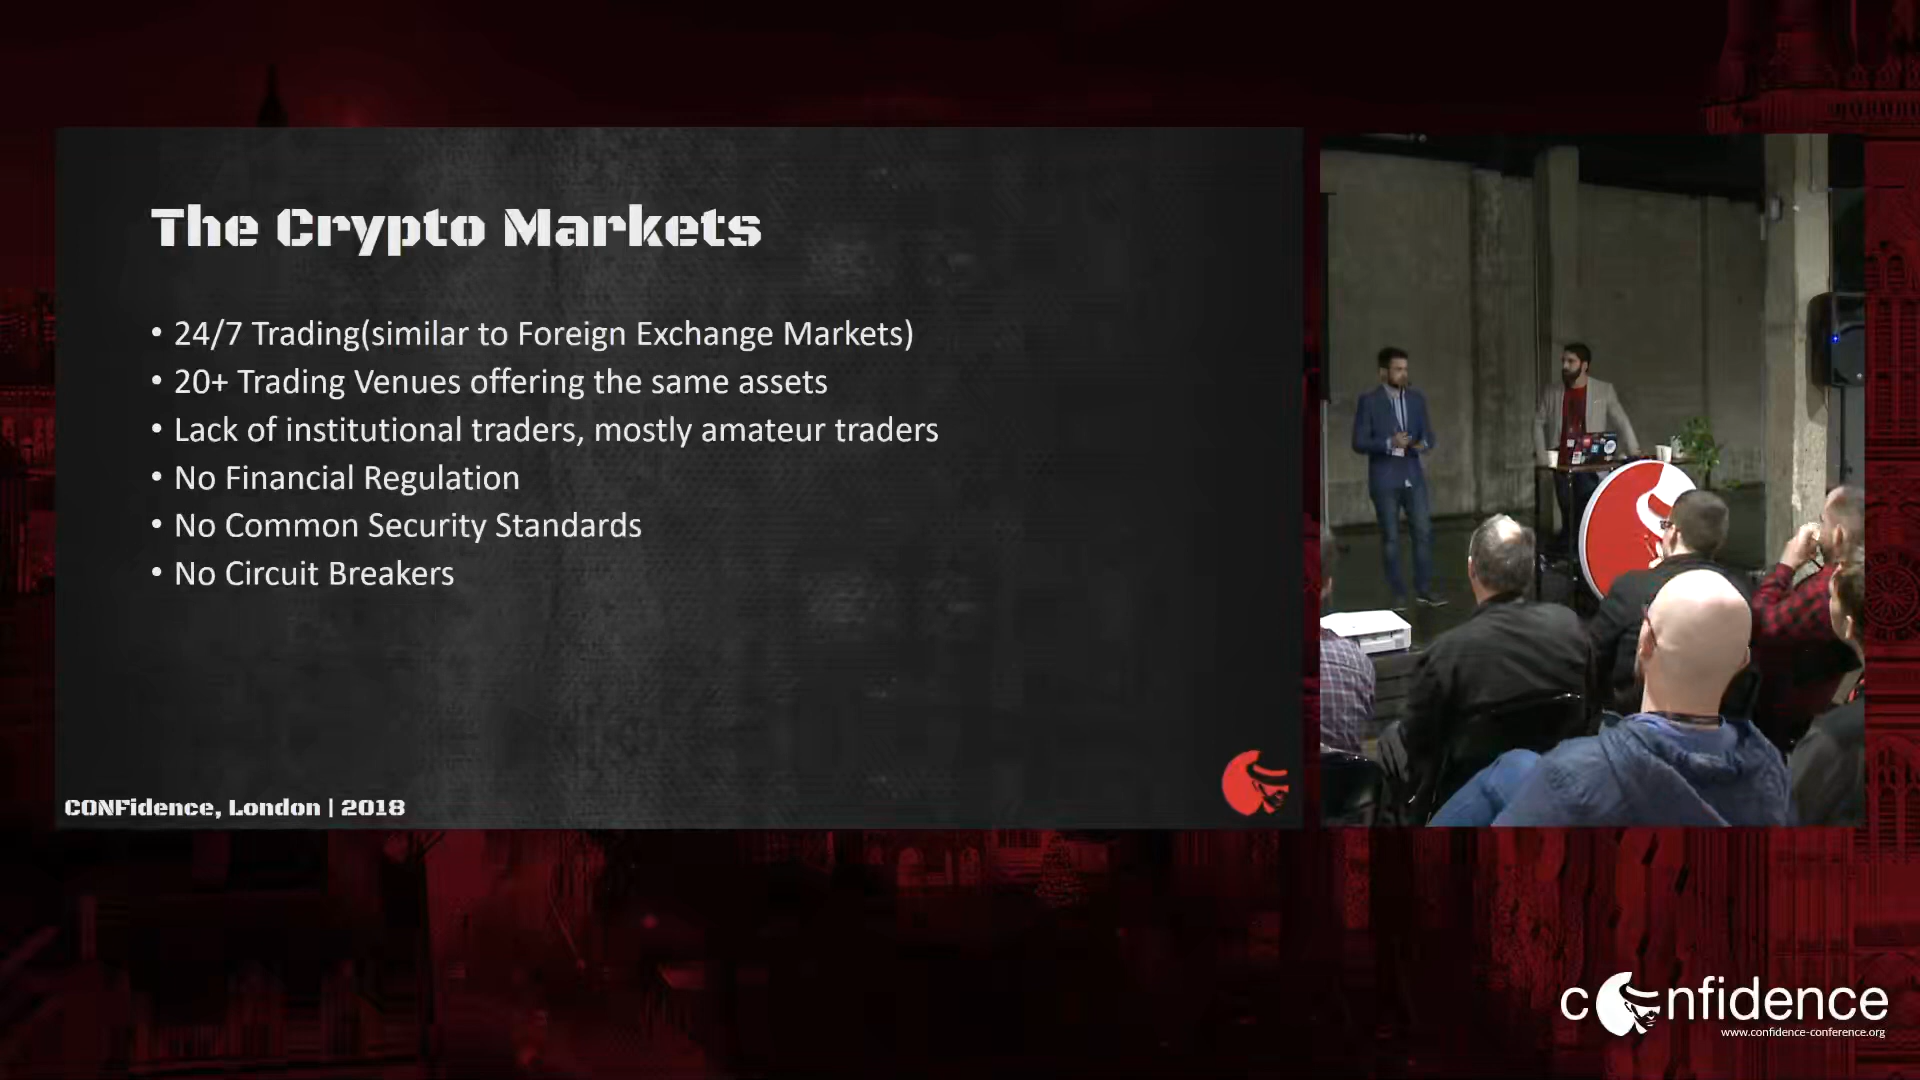 The Crypto Markets
• 24/7 Trading(similar to Foreign Exchange Markets)
• 20+ Trading Venues offering the same assets
• Lack of institutional traders, mostly amateur traders
• No Financial Regulation
• No Common Security Standards
• No Circuit Breakers
CONFidence, London | 2018
confidence
www.confidence-conference.org